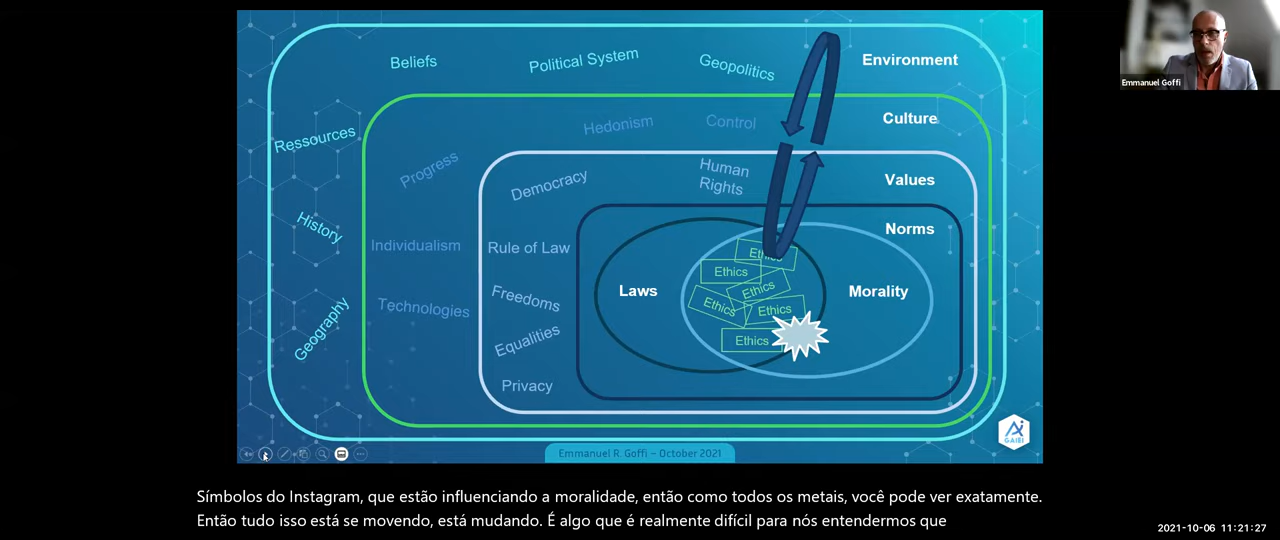 Beliefs
Political System
Geopolitics
Environment
Ressources
Hedonism
Control
Culture
Progress
Democracy
Human
Rights
Values
History
Individualism
Rule of Law
Norms
Ethics
Ethics
Ethics
Ethics
Ethics
Ethics
Laws
Morality
Freedoms
Technologies
Geography
Equalities
Privacy
GAIEI
Emmanuel R. Goffi – October 2021
Emmanuel Goffi
Símbolos do Instagram, que estão influenciando a moralidade, então como todos os metais, você pode ver exatamente.
Então tudo isso está se movendo, está mudando. É algo que é realmente difícil para nós entendermos que
2021-10-06 11:21:27